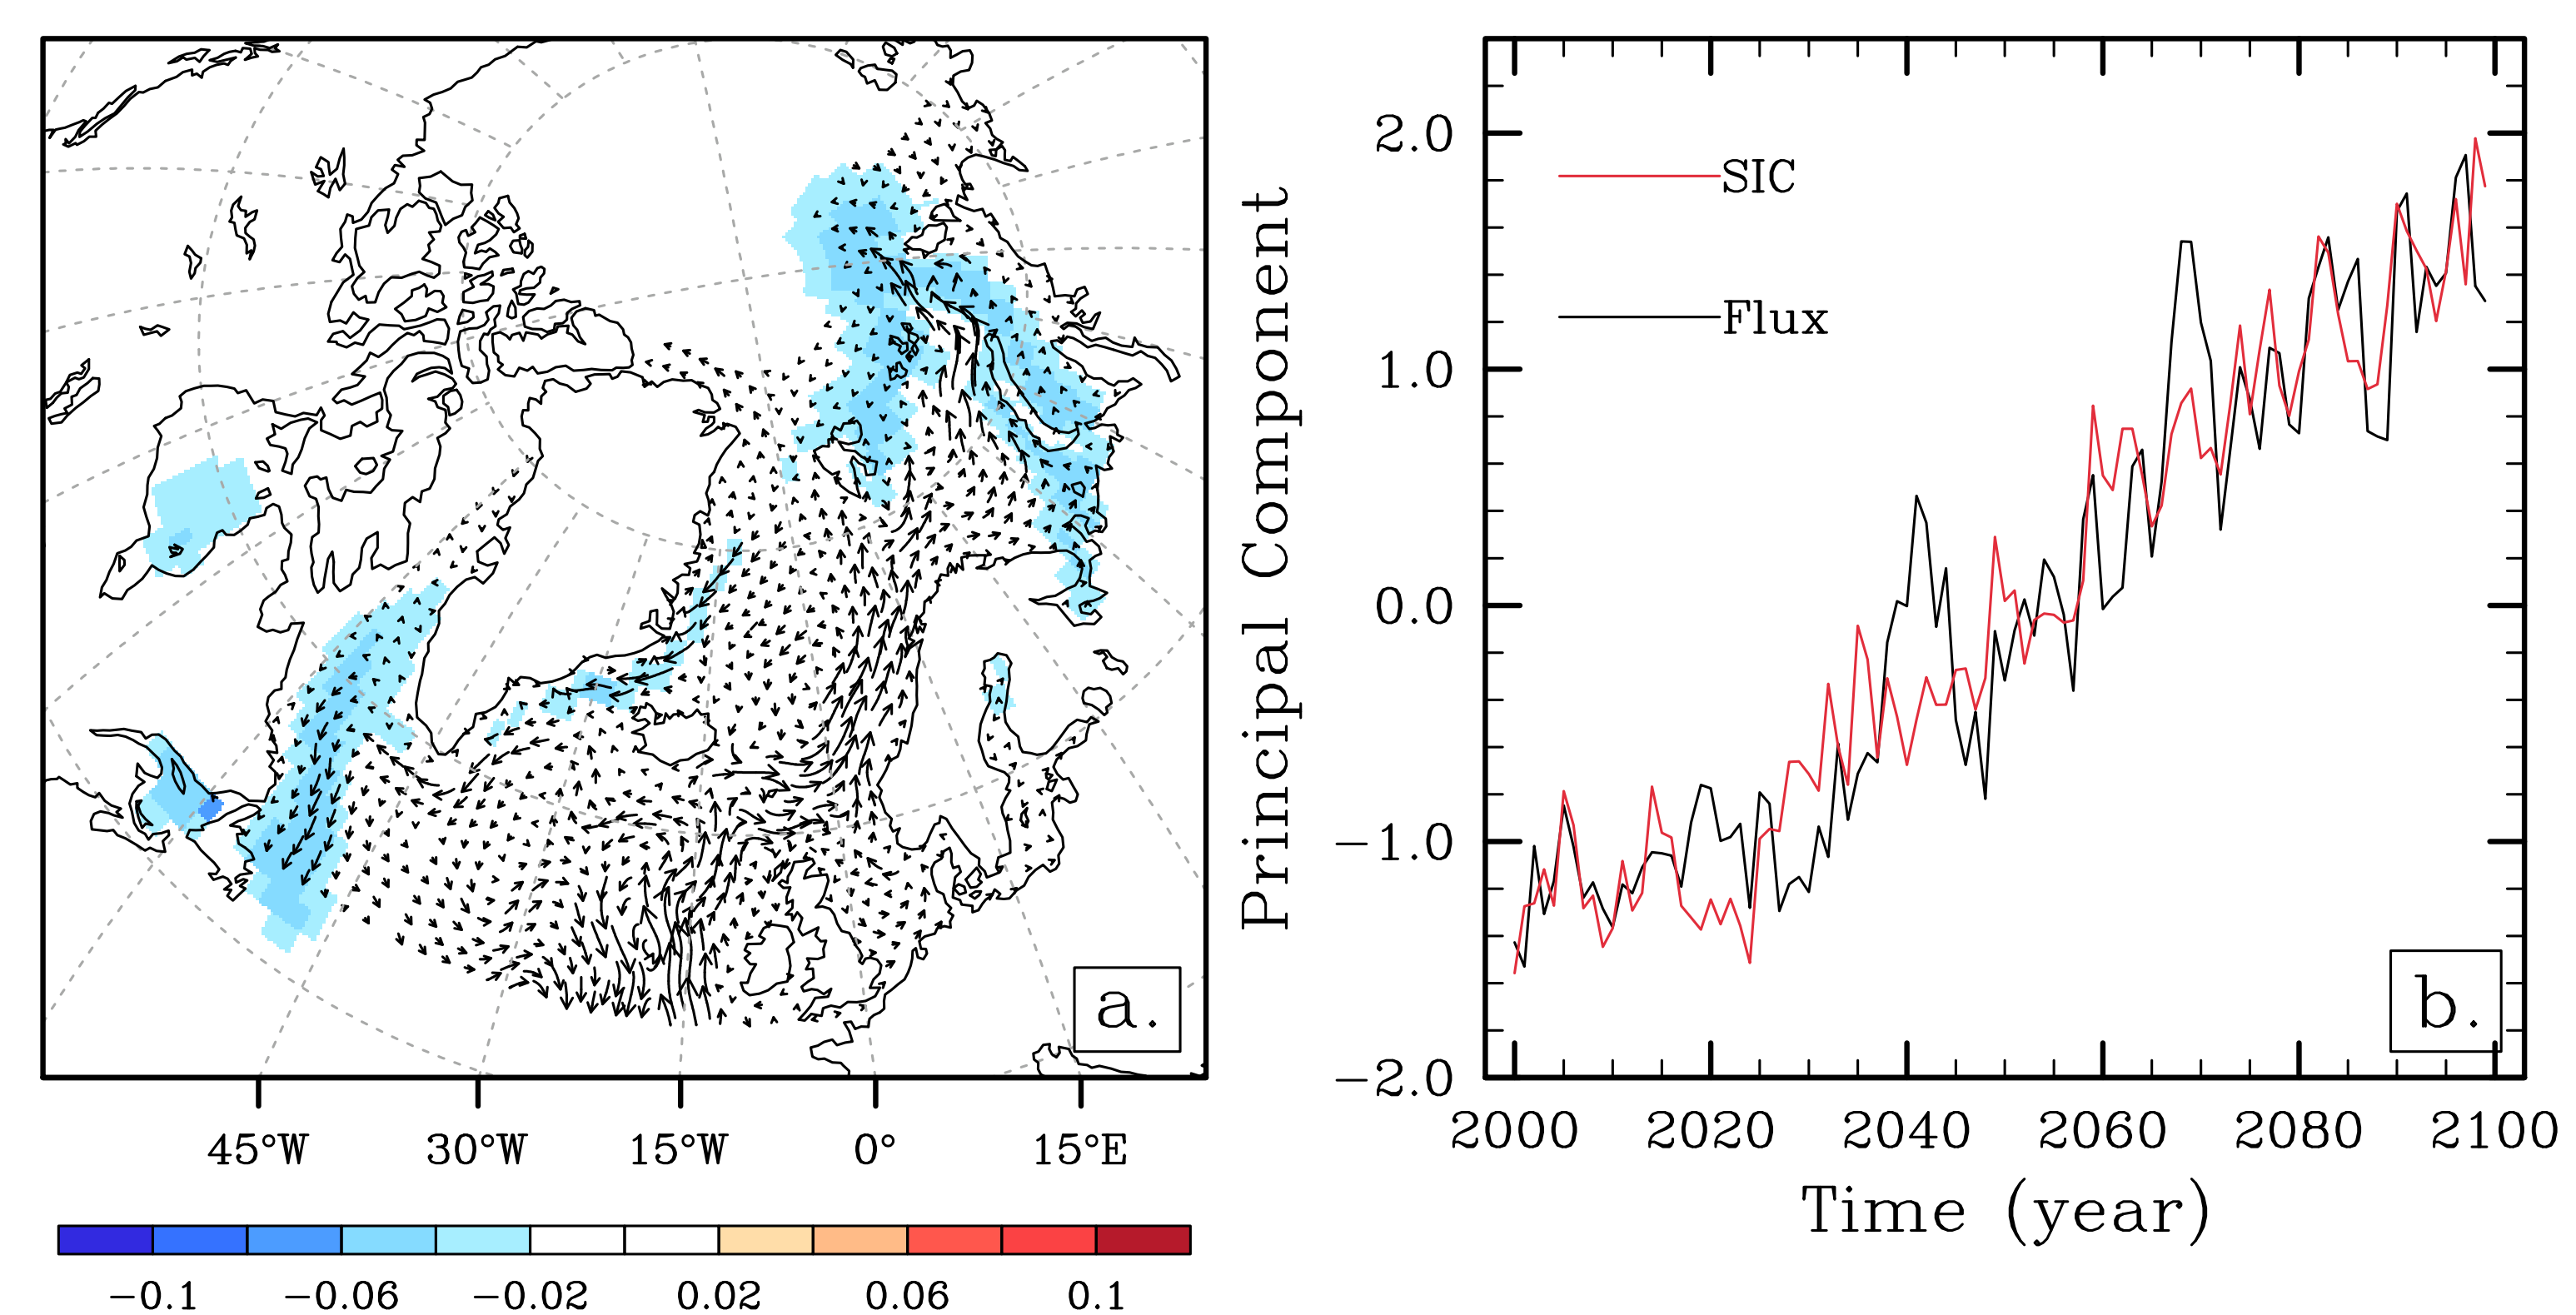 a.
45°W 30°W 15°W 0° 15°E
−0.1 −0.06 −0.02 0.02 0.06 0.1
Principal Component
2.0
1.0
0.0
−1.0
−2.0
SIC
Flux
b.
2000 2020 2040 2060 2080 2100
Time (year)